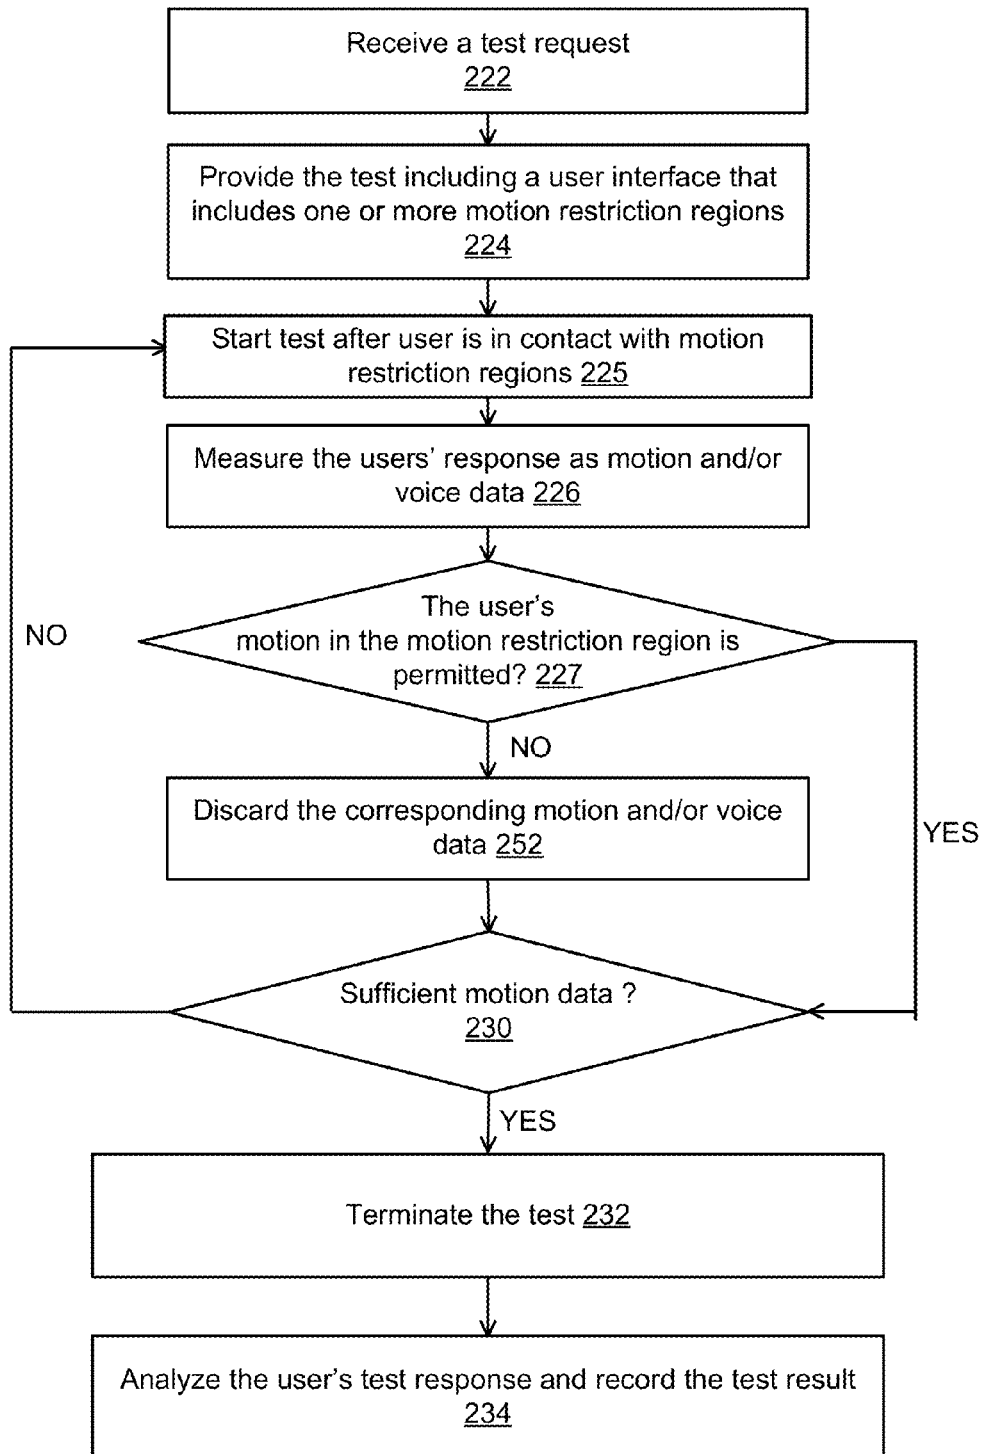 Receive a test request
222
Provide the test including a user interface that
includes one or more motion restriction regions
224
Start test after user is in contact with motion
restriction regions 225
Measure the users' response as motion and/or
voice data 226
The user's
motion in the motion restriction region is
permitted? 227
NO
NO
Discard the corresponding motion and/or voice
data 252
YES
Sufficient motion data ?
230
YES
Terminate the test 232
Analyze the user's test response and record the test result
234